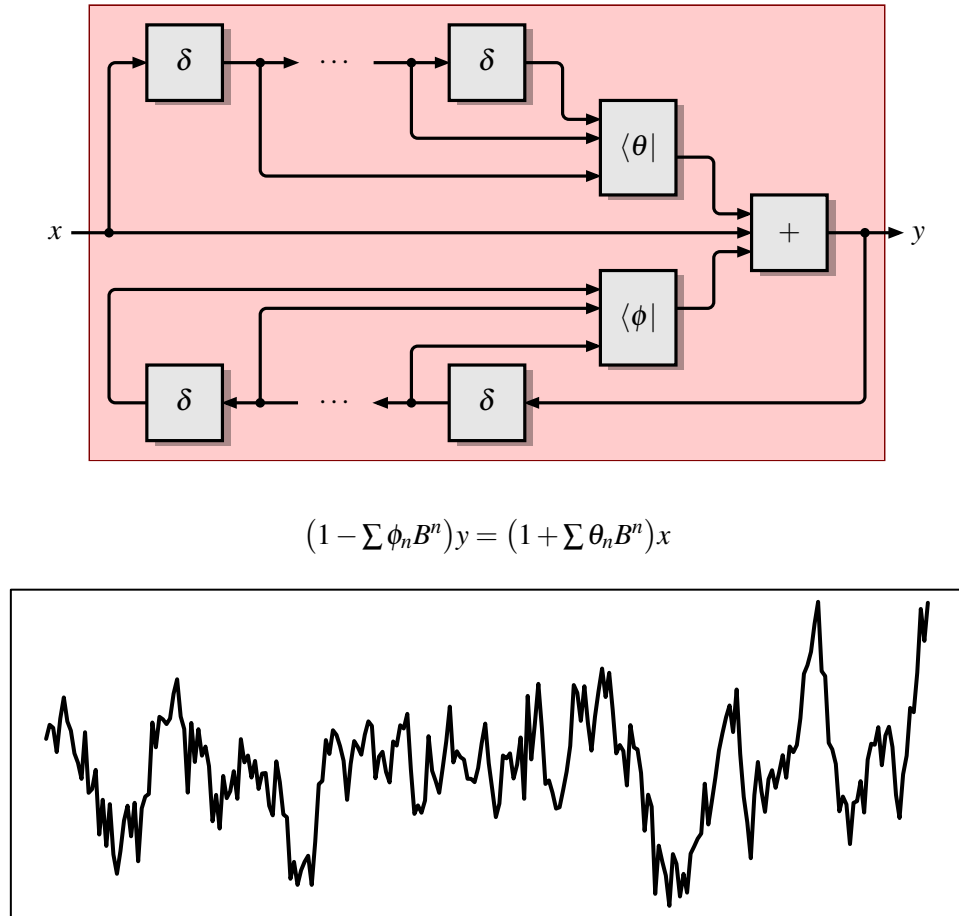 δ ··· δ
⟨θ|
x + y
⟨ϕ|
δ ··· δ
(1 − ∑ ϕₙBⁿ)y = (1 + ∑ θₙBⁿ)x